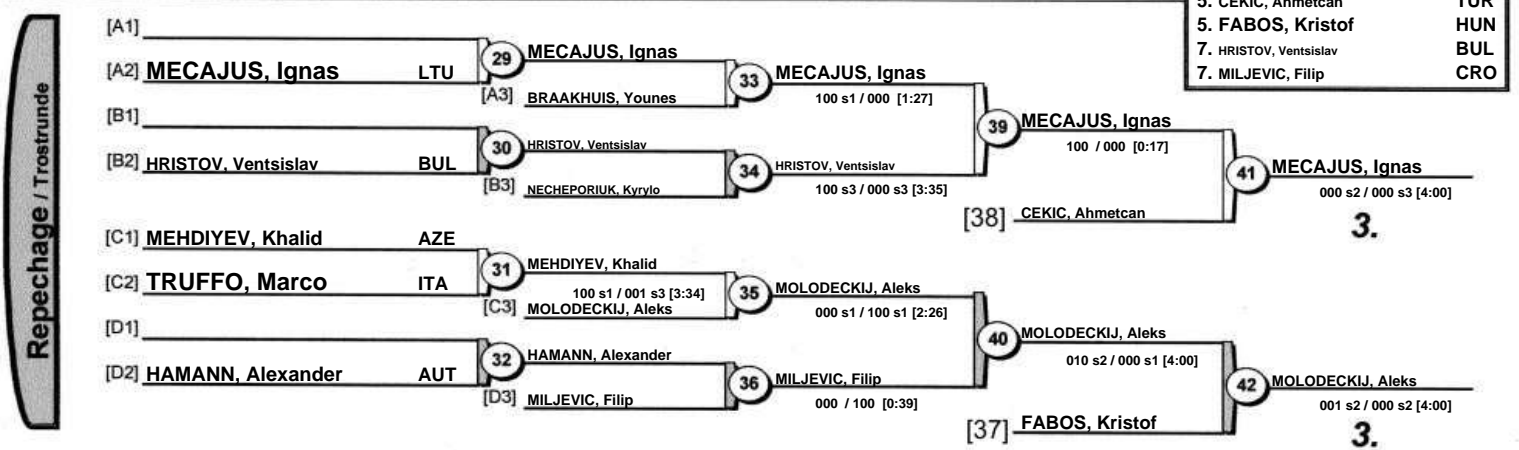 5. CEKIC, Ahmetcan TUR
5. FABOS, Kristof HUN
7. HRISTOV, Ventsislav BUL
7. MILJEVIC, Filip CRO
Repechage / Trostrunde
[A1]
[A2] MECAJUS, Ignas LTU
29
MECAJUS, Ignas
[A3] BRAAKHUIS, Younes
33
MECAJUS, Ignas
100 s1 / 000 [1:27]
[B1]
[B2] HRISTOV, Ventsislav BUL
30
HRISTOV, Ventsislav
[B3] NECHEPORIUK, Kyrylo
34
HRISTOV, Ventsislav
100 s3 / 000 s3 [3:35]
39
MECAJUS, Ignas
100 / 000 [0:17]
[38] CEKIC, Ahmetcan
41
MECAJUS, Ignas
000 s2 / 000 s3 [4:00]
3.
[C1] MEHDIYEV, Khalid AZE
[C2] TRUFFO, Marco ITA
31
MEHDIYEV, Khalid
100 s1 / 001 s3 [3:34]
[C3] MOLODECKIJ, Aleks
35
MOLODECKIJ, Aleks
000 s1 / 100 s1 [2:26]
[D1]
[D2] HAMANN, Alexander AUT
32
HAMANN, Alexander
[D3] MILJEVIC, Filip
36
MILJEVIC, Filip
000 / 100 [0:39]
40
MOLODECKIJ, Aleks
010 s2 / 000 s1 [4:00]
[37] FABOS, Kristof
42
MOLODECKIJ, Aleks
001 s2 / 000 s2 [4:00]
3.